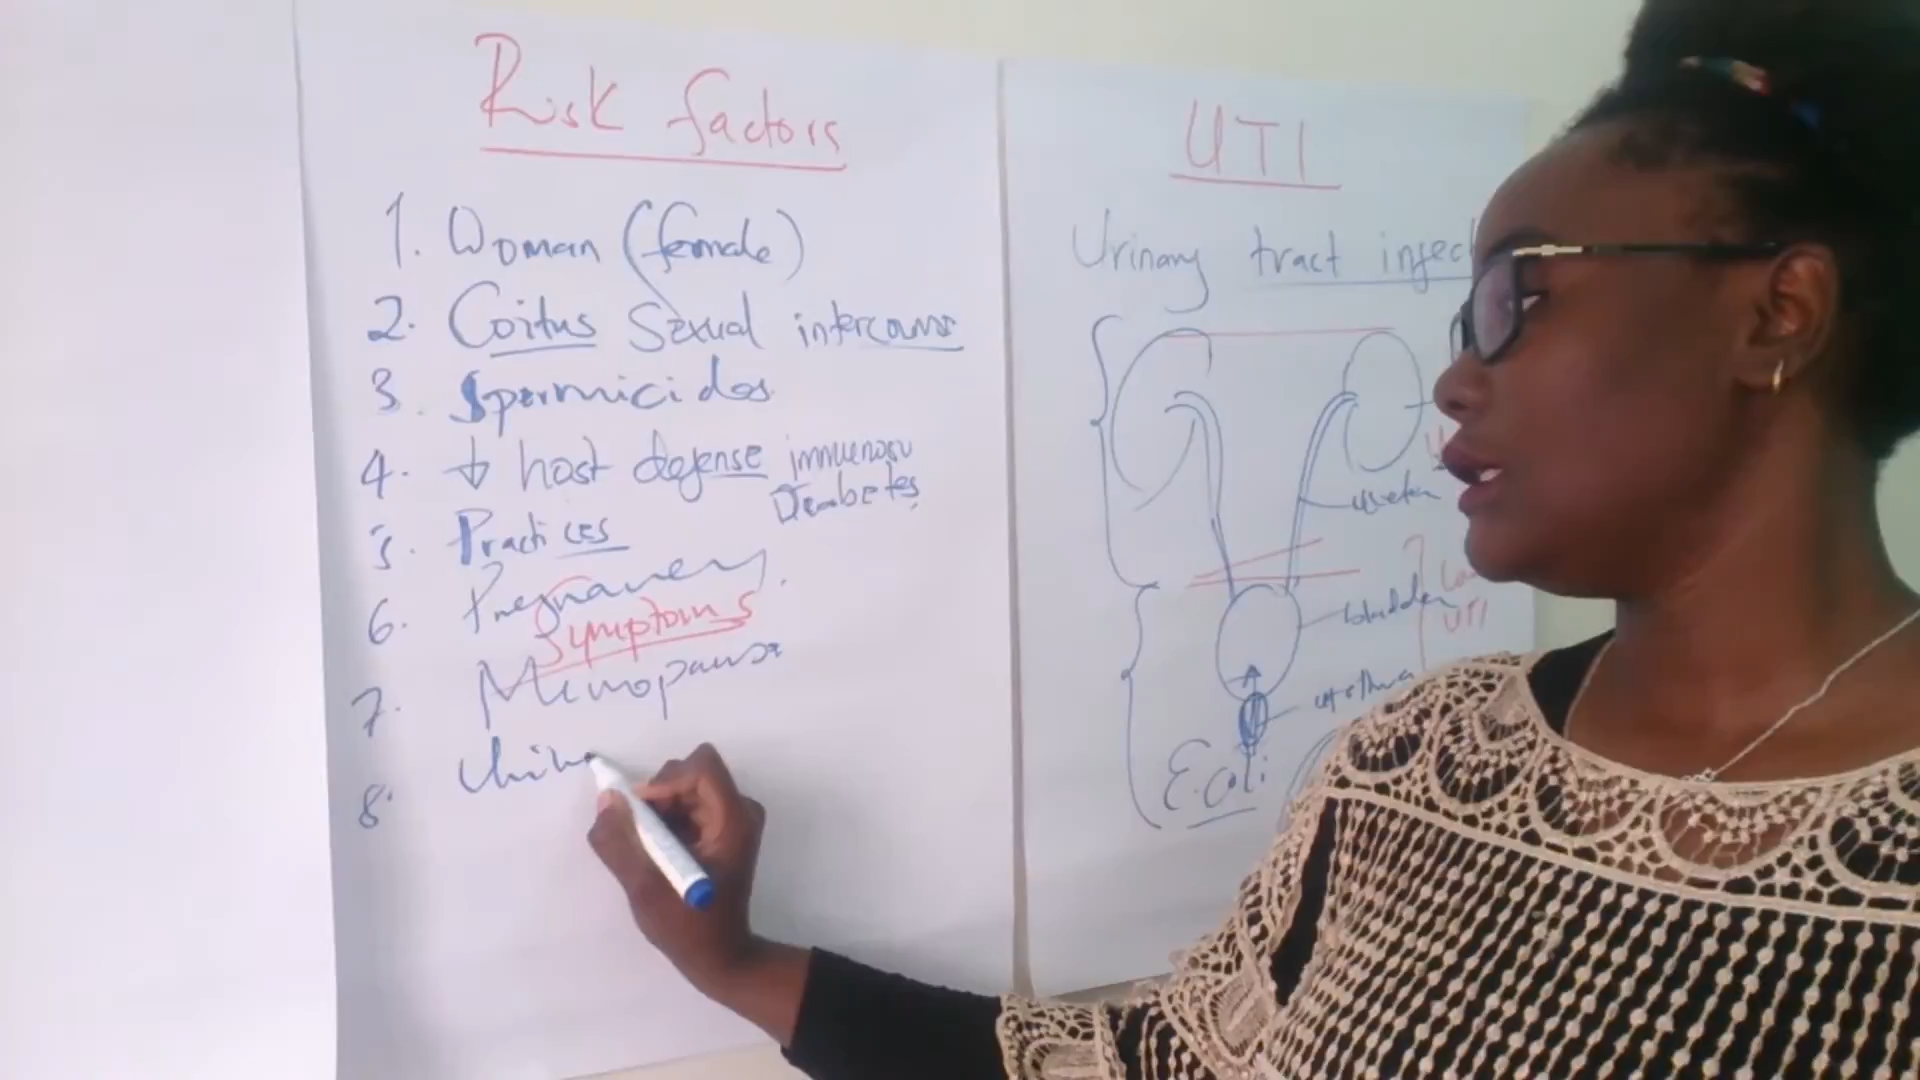 Risk factors
1. Woman (female)
2. Coitus Sexual intercourse
3. Spermicides
4. ↓ host defense immunosu
Diabetes
5. Practices
6. Pregnancy.
Symptoms
7. Menopause
8.
UTI
Urinary tract infect
ureter
bladder
UTI
urethra
E.coli